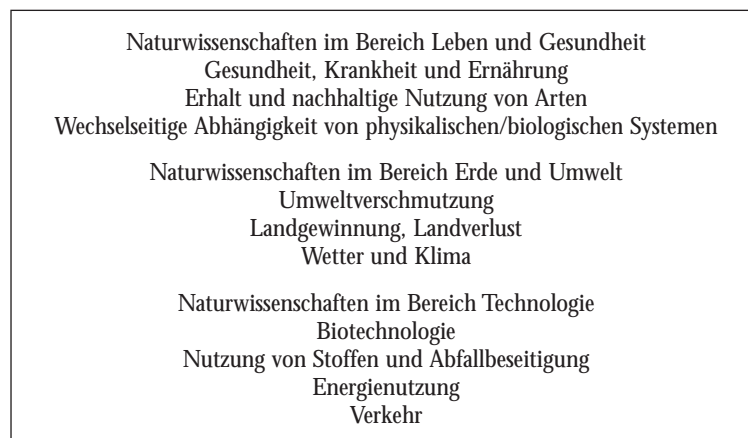 Naturwissenschaften im Bereich Leben und Gesundheit
Gesundheit, Krankheit und Ernährung
Erhalt und nachhaltige Nutzung von Arten
Wechselseitige Abhängigkeit von physikalischen/biologischen Systemen
Naturwissenschaften im Bereich Erde und Umwelt
Umweltverschmutzung
Landgewinnung, Landverlust
Wetter und Klima
Naturwissenschaften im Bereich Technologie
Biotechnologie
Nutzung von Stoffen und Abfallbeseitigung
Energienutzung
Verkehr